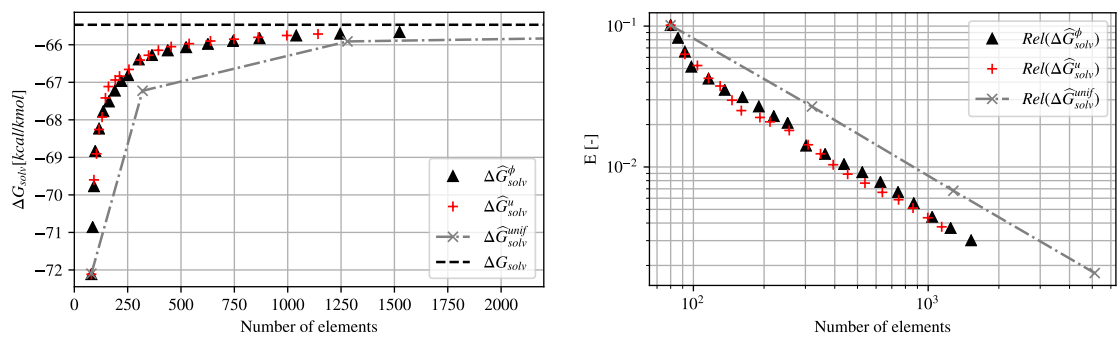 ΔG_solv [kcal/kmol]
−66
−67
−68
−69
−70
−71
−72
0
250
500
750
1000
1250
1500
1750
2000
Number of elements
ΔĜ^ϕ_solv
ΔĜ^u_solv
ΔĜ^unif_solv
ΔG_solv
E [-]
10^−1
10^−2
10^2
10^3
Number of elements
Rel(ΔĜ^ϕ_solv)
Rel(ΔĜ^u_solv)
Rel(ΔĜ^unif_solv)